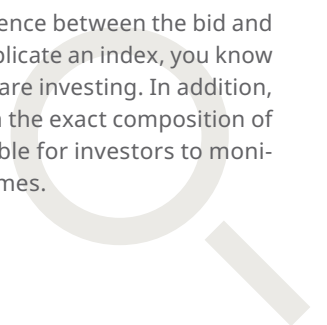 ence between the bid and
plicate an index, you know
are investing. In addition,
the exact composition of
ble for investors to moni-
mes.